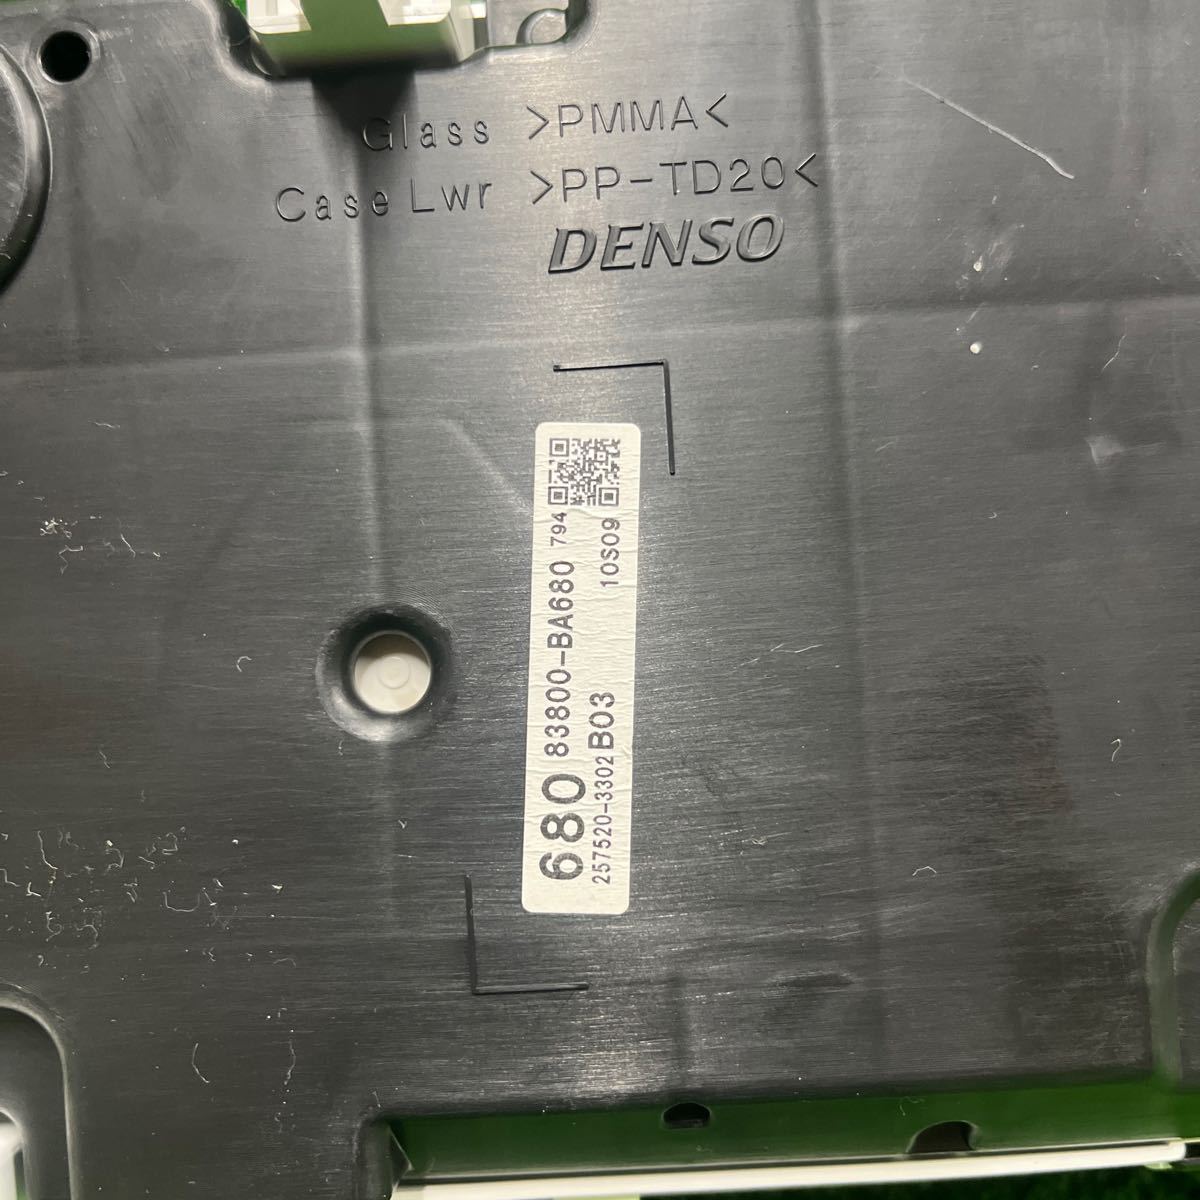 Glass >PMMA<
Case Lwr >PP-TD20<
DENSO
680 83800-BA680 794
257520-3302 B03 10S09